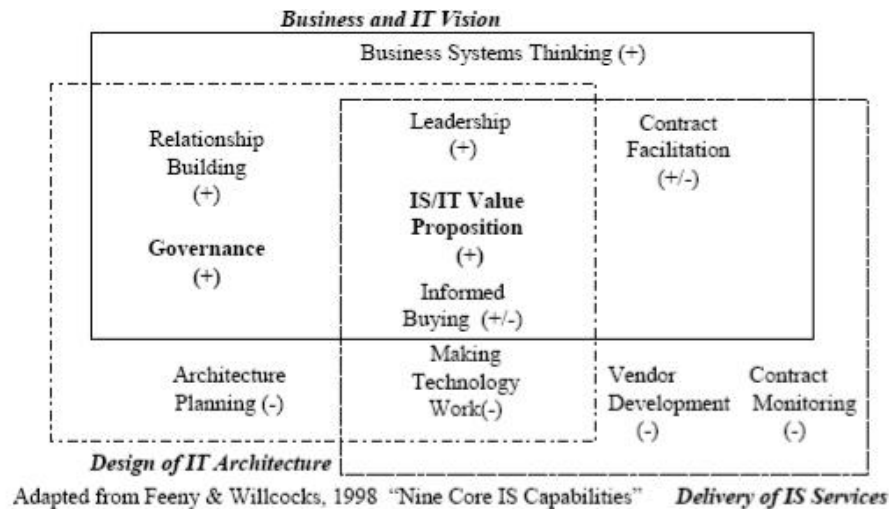 Business and IT Vision
Business Systems Thinking (+)
Relationship
Building
(+)
Governance
(+)
Leadership
(+)
IS/IT Value
Proposition
(+)
Informed
Buying (+/-)
Contract
Facilitation
(+/-)
Architecture
Planning (-)
Making
Technology
Work(-)
Vendor
Development
(-)
Contract
Monitoring
(-)
Design of IT Architecture
Adapted from Feeny & Willcocks, 1998 “Nine Core IS Capabilities”
Delivery of IS Services